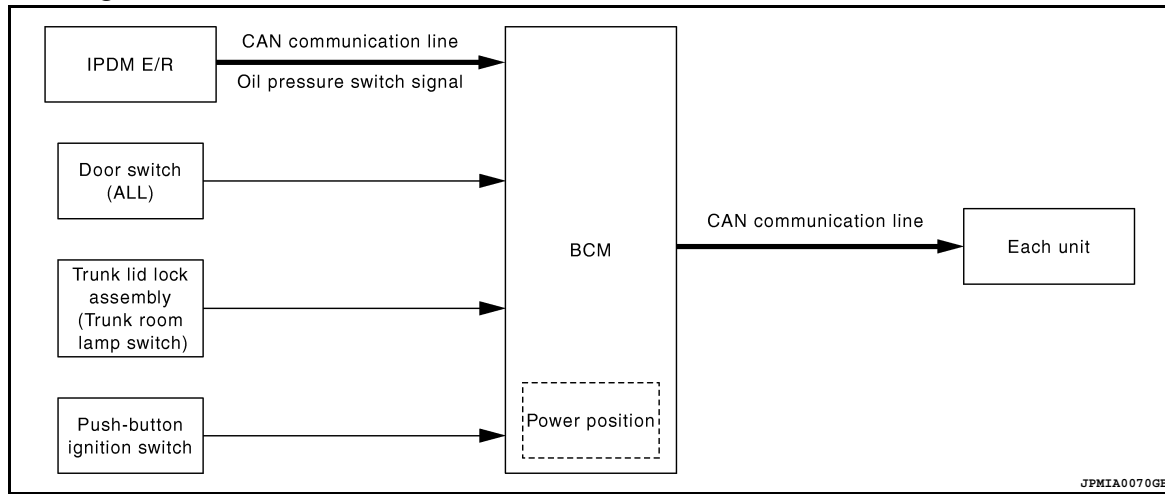 IPDM E/R
CAN communication line
Oil pressure switch signal
Door switch
(ALL)
Trunk lid lock
assembly
(Trunk room
lamp switch)
Push-button
ignition switch
BCM
Power position
CAN communication line
Each unit